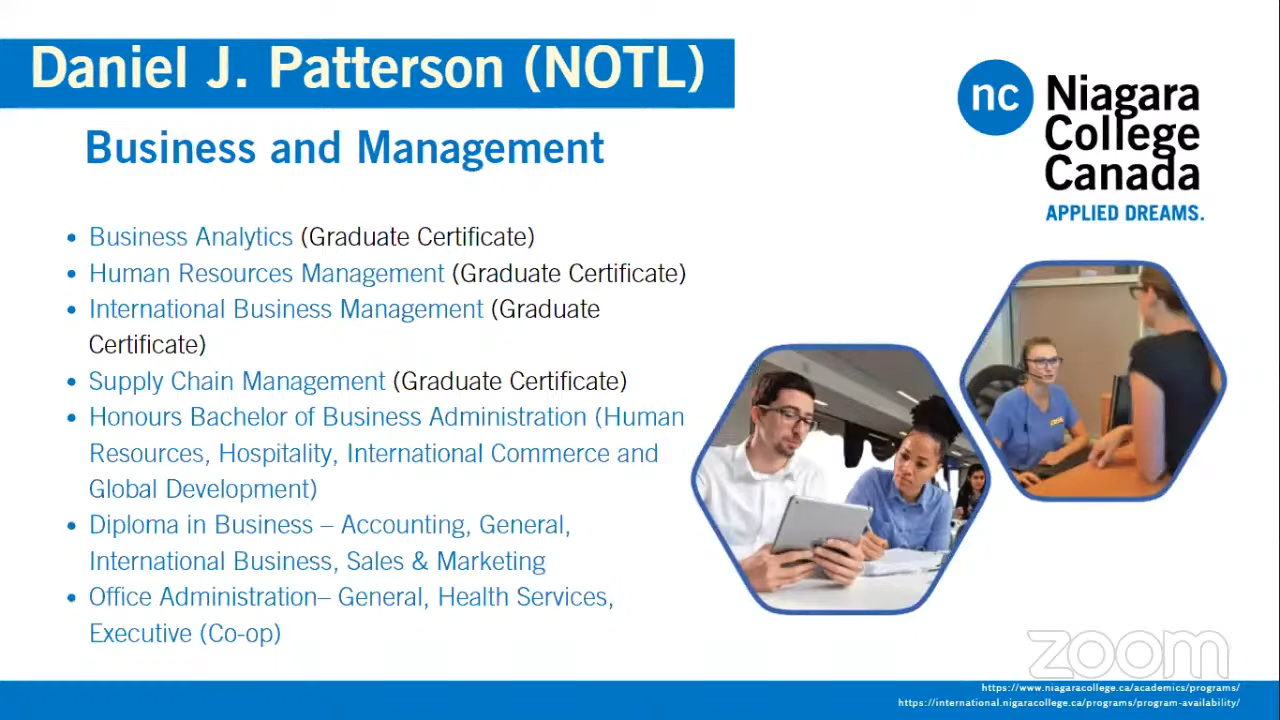 Daniel J. Patterson (NOTL)
Business and Management
nc
Niagara
College
Canada
APPLIED DREAMS.
• Business Analytics (Graduate Certificate)
• Human Resources Management (Graduate Certificate)
• International Business Management (Graduate
Certificate)
• Supply Chain Management (Graduate Certificate)
• Honours Bachelor of Business Administration (Human
Resources, Hospitality, International Commerce and
Global Development)
• Diploma in Business – Accounting, General,
International Business, Sales & Marketing
• Office Administration– General, Health Services,
Executive (Co-op)
zoom
https://www.niagaracollege.ca/academics/programs/
https://international.nigaracollege.ca/programs/program-availability/